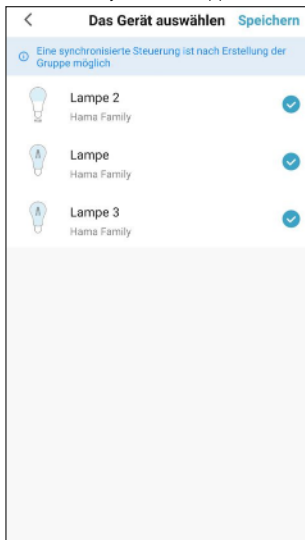 Das Gerät auswählen Speichern
Eine synchronisierte Steuerung ist nach Erstellung der
Gruppe möglich
Lampe 2
Hama Family
Lampe
Hama Family
Lampe 3
Hama Family